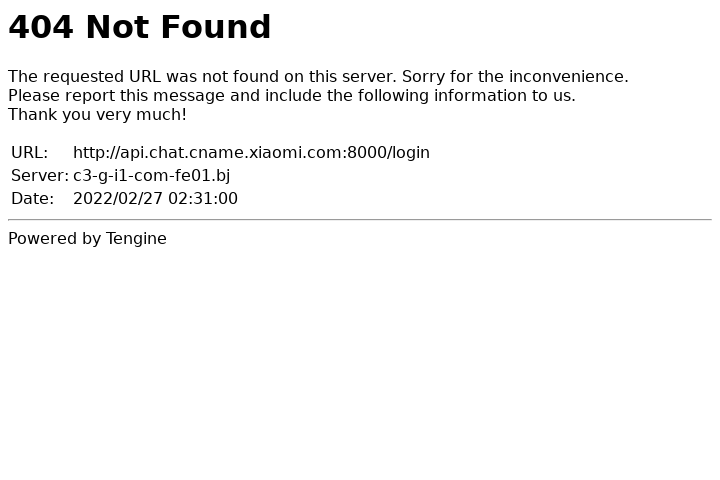 404 Not Found
The requested URL was not found on this server. Sorry for the inconvenience.
Please report this message and include the following information to us.
Thank you very much!
URL: http://api.chat.cname.xiaomi.com:8000/login
Server: c3-g-i1-com-fe01.bj
Date: 2022/02/27 02:31:00
Powered by Tengine